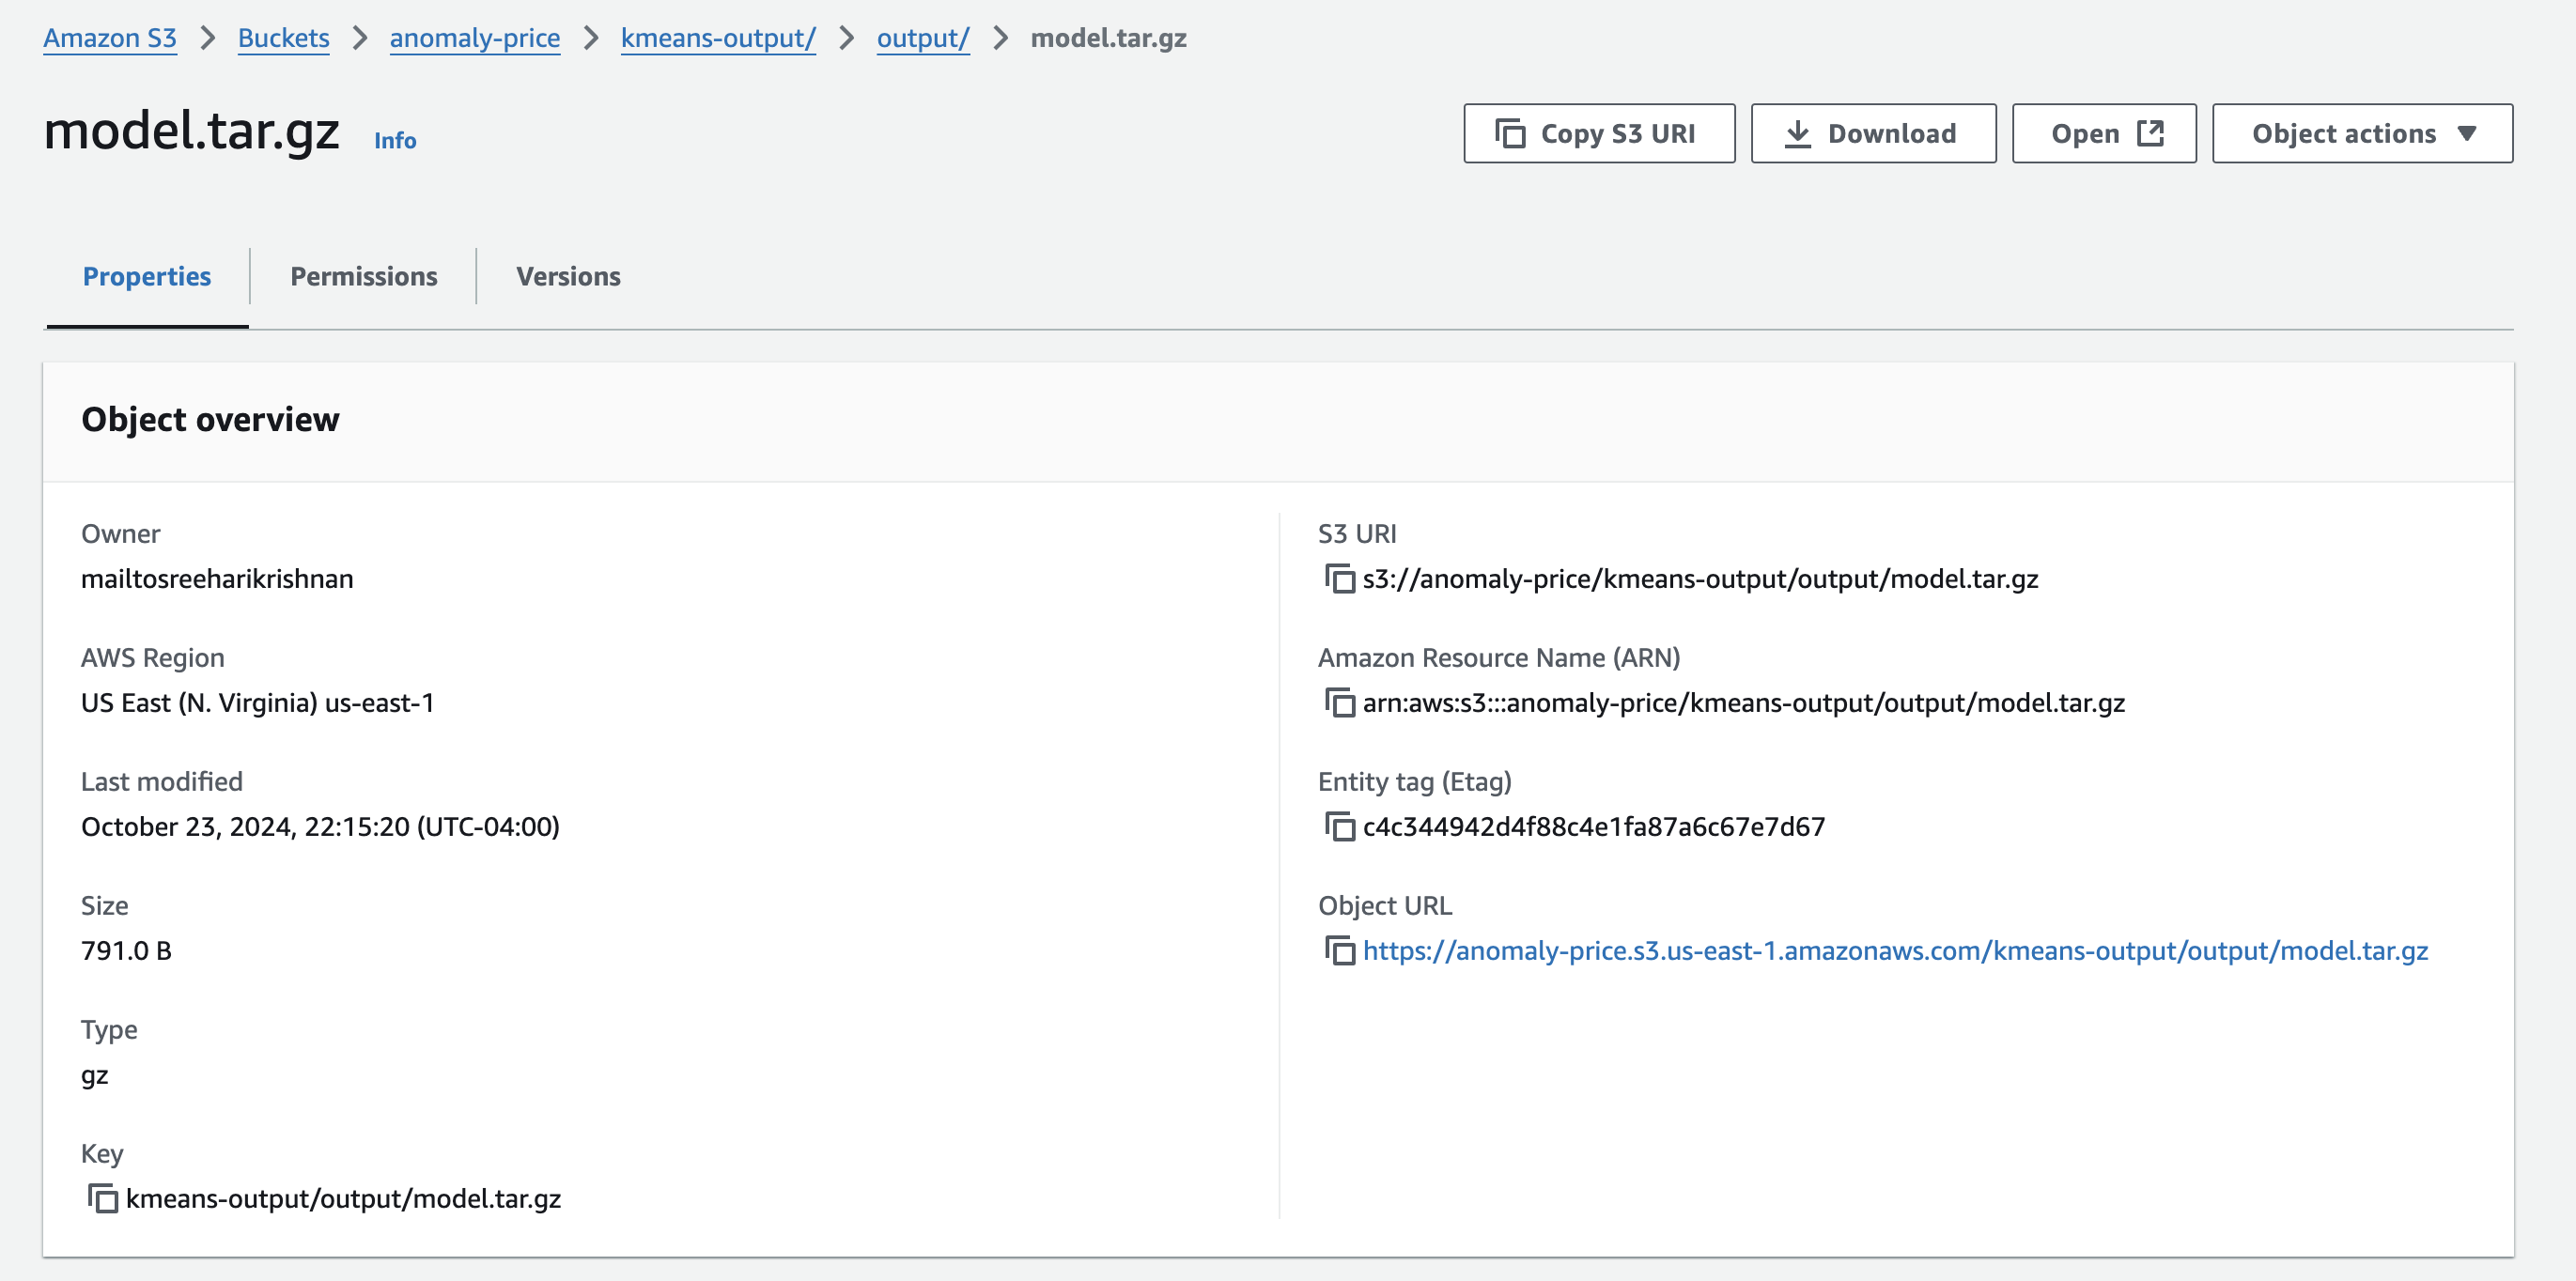 Amazon S3 > Buckets > anomaly-price > kmeans-output/ > output/ > model.tar.gz
model.tar.gz Info
Copy S3 URI Download Open Object actions
Properties Permissions Versions
Object overview
Owner
mailtosreeharikrishnan
AWS Region
US East (N. Virginia) us-east-1
Last modified
October 23, 2024, 22:15:20 (UTC-04:00)
Size
791.0 B
Type
gz
Key
kmeans-output/output/model.tar.gz
S3 URI
s3://anomaly-price/kmeans-output/output/model.tar.gz
Amazon Resource Name (ARN)
arn:aws:s3:::anomaly-price/kmeans-output/output/model.tar.gz
Entity tag (Etag)
c4c344942d4f88c4e1fa87a6c67e7d67
Object URL
https://anomaly-price.s3.us-east-1.amazonaws.com/kmeans-output/output/model.tar.gz